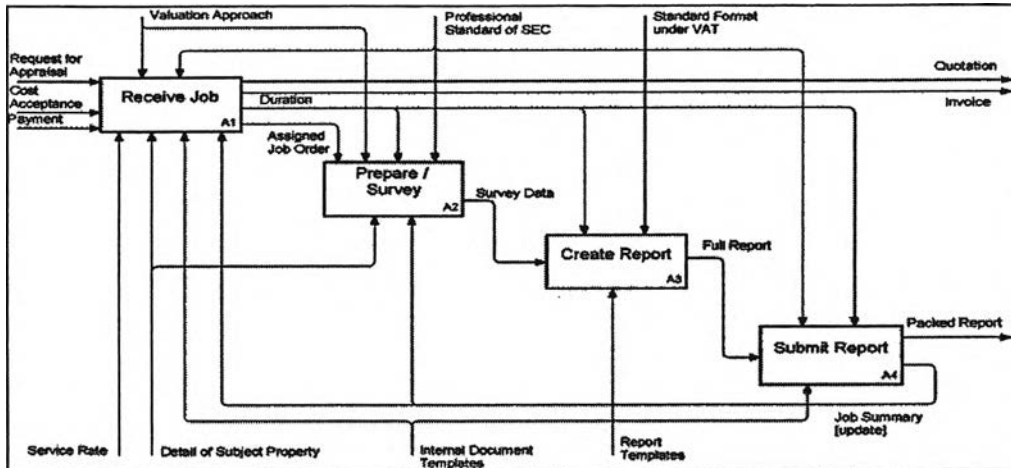 Valuation Approach
Professional
Standard of SEC
Standard Format
under VAT
Request for
Appraisal
Cost
Acceptance
Payment
Receive Job
A1
Quotation
Invoice
Duration
Assigned
Job Order
Prepare /
Survey
A2
Survey Data
Create Report
A3
Full Report
Submit Report
A4
Packed Report
Job Summary
[update]
Service Rate
Detail of Subject Property
Internal Document
Templates
Report
Templates